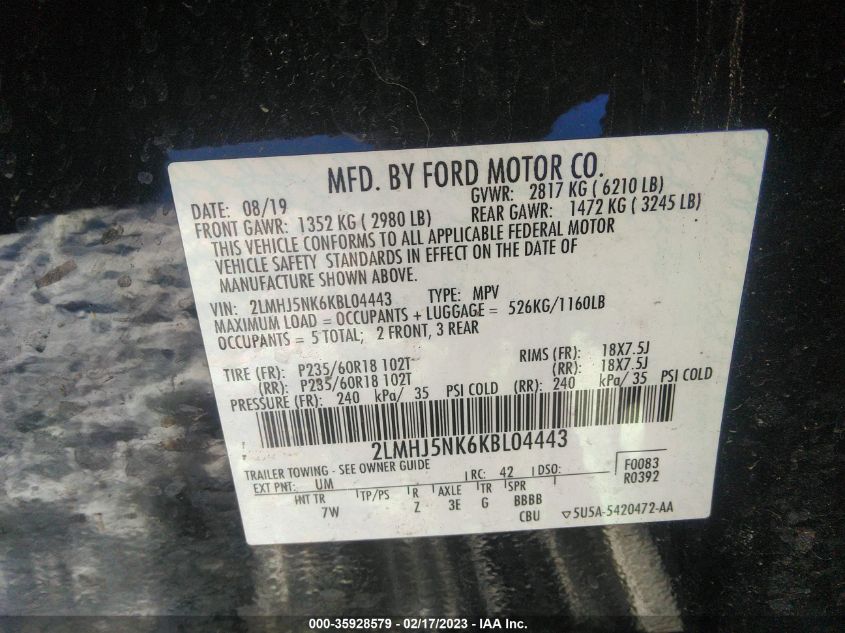 MFD. BY FORD MOTOR CO.
DATE: 08/19 GVWR: 2817 KG ( 6210 LB)
FRONT GAWR: 1352 KG ( 2980 LB) REAR GAWR: 1472 KG ( 3245 LB)
THIS VEHICLE CONFORMS TO ALL APPLICABLE FEDERAL MOTOR
VEHICLE SAFETY STANDARDS IN EFFECT ON THE DATE OF
MANUFACTURE SHOWN ABOVE.
VIN: 2LMHJ5NK6KBL04443 TYPE: MPV
MAXIMUM LOAD = OCCUPANTS + LUGGAGE = 526KG/1160LB
OCCUPANTS = 5 TOTAL; 2 FRONT, 3 REAR
TIRE (FR): P235/60R18 102T RIMS (FR): 18X7.5J
(RR): P235/60R18 102T (RR): 18X7.5J
PRESSURE (FR): 240 kPa/ 35 PSI COLD (RR): 240 kPa/ 35 PSI COLD
2LMHJ5NK6KBL04443
TRAILER TOWING - SEE OWNER GUIDE
EXT PNT: UM RC: 42 DSO: F0083
R0392
INT TR TP/PS R AXLE TR SPR
7W Z 3E G BBBB
CBU ▽5U5A-5420472-AA
000-35928579 — 02/17/2023 — IAA Inc.